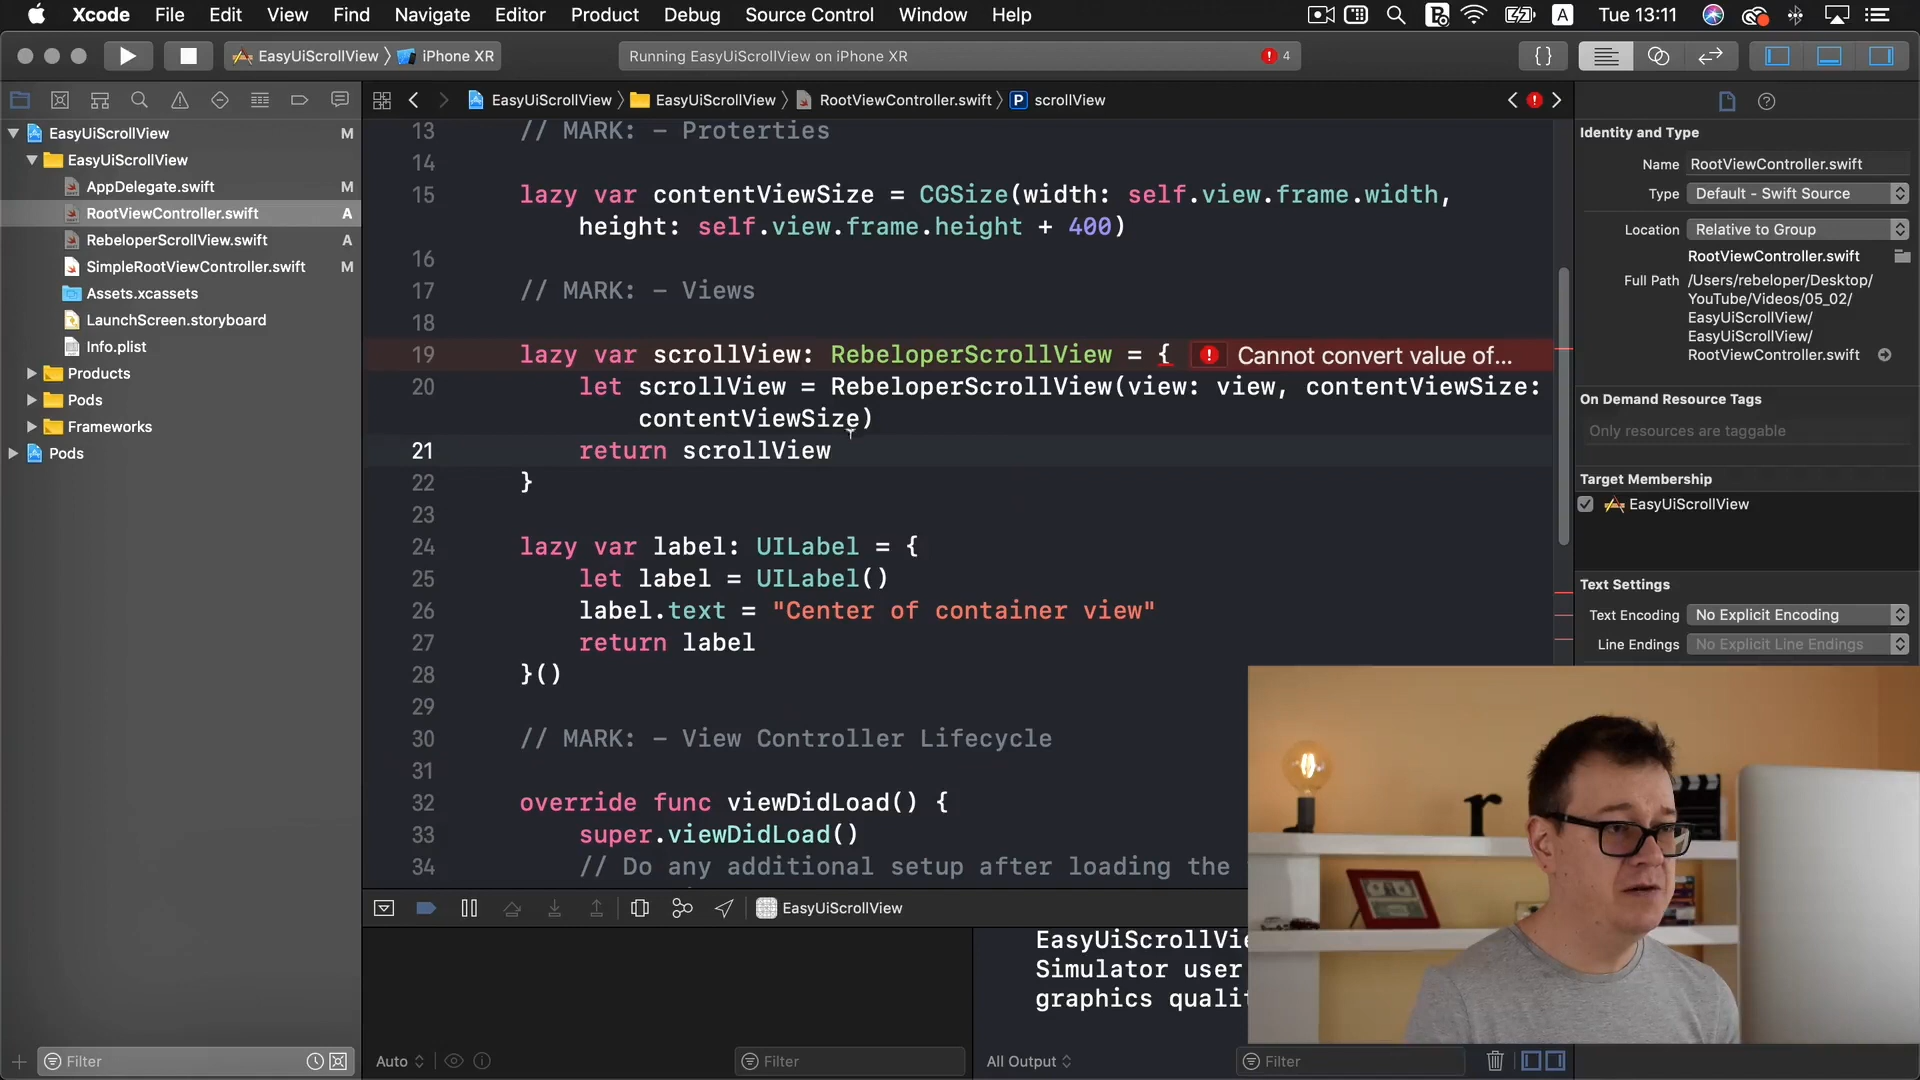 Xcode File Edit View Find Navigate Editor Product Debug Source Control Window Help A Tue 13:11
EasyUiScrollView iPhone XR Running EasyUiScrollView on iPhone XR 4 {}
EasyUiScrollView EasyUiScrollView RootViewController.swift P scrollView
EasyUiScrollView M
EasyUiScrollView
AppDelegate.swift M
RootViewController.swift A
RebeloperScrollView.swift A
SimpleRootViewController.swift M
Assets.xcassets
LaunchScreen.storyboard
Info.plist
Products
Pods
Frameworks
Pods
Filter
13 // MARK: - Proterties
14
15 lazy var contentViewSize = CGSize(width: self.view.frame.width,
height: self.view.frame.height + 400)
16
17 // MARK: - Views
18
19 lazy var scrollView: RebeloperScrollView = { Cannot convert value of...
20 let scrollView = RebeloperScrollView(view: view, contentViewSize:
contentViewSize)
21 return scrollView
22 }
23
24 lazy var label: UILabel = {
25 let label = UILabel()
26 label.text = "Center of container view"
27 return label
28 }()
29
30 // MARK: - View Controller Lifecycle
31
32 override func viewDidLoad() {
33 super.viewDidLoad()
34 // Do any additional setup after loading the
EasyUiScrollView
EasyUiScrollVie
Simulator user
graphics quali
Auto Filter All Output Filter
Identity and Type
Name RootViewController.swift
Type Default - Swift Source
Location Relative to Group
RootViewController.swift
Full Path /Users/rebeloper/Desktop/
YouTube/Videos/05_02/
EasyUiScrollView/
EasyUiScrollView/
RootViewController.swift
On Demand Resource Tags
Only resources are taggable
Target Membership
EasyUiScrollView
Text Settings
Text Encoding No Explicit Encoding
Line Endings No Explicit Line Endings
r